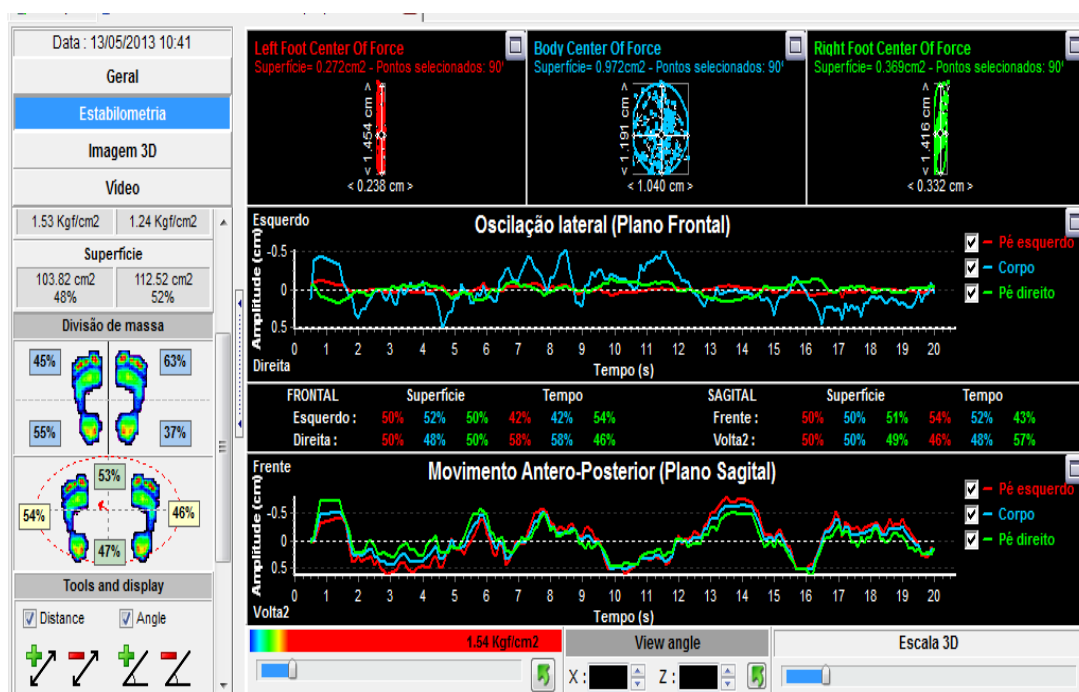 Data : 13/05/2013 10:41
Geral
Estabilometria
Imagem 3D
Vídeo
1.53 Kgf/cm2 1.24 Kgf/cm2
Superfície
103.82 cm2 112.52 cm2
48% 52%
Divisão de massa
45% 63%
55% 37%
53%
54% 46%
47%
Tools and display
Distance Angle
Left Foot Center Of Force
Superfície= 0.272cm2 - Pontos selecionados: 90
< 1.454 cm >
< 0.238 cm >
Body Center Of Force
Superfície= 0.972cm2 - Pontos selecionados: 90
< 1.191 cm >
< 1.040 cm >
Right Foot Center Of Force
Superfície= 0.369cm2 - Pontos selecionados: 90
< 1.416 cm >
< 0.332 cm >
Oscilação lateral (Plano Frontal)
Esquerdo
Amplitude (cm)
-0.5
0
0.5
Direita
0 1 2 3 4 5 6 7 8 9 10 11 12 13 14 15 16 17 18 19 20
Tempo (s)
Pé esquerdo
Corpo
Pé direito
FRONTAL Superfície Tempo SAGITAL Superfície Tempo
Esquerdo : 50% 52% 50% 42% 42% 54% Frente : 50% 50% 51% 54% 52% 43%
Direita : 50% 48% 50% 58% 58% 46% Volta2 : 50% 50% 49% 46% 48% 57%
Movimento Antero-Posterior (Plano Sagital)
Frente
Amplitude (cm)
-0.5
0
0.5
Volta2
0 1 2 3 4 5 6 7 8 9 10 11 12 13 14 15 16 17 18 19 20
Tempo (s)
Pé esquerdo
Corpo
Pé direito
1.54 Kgf/cm2
View angle
X : Z :
Escala 3D